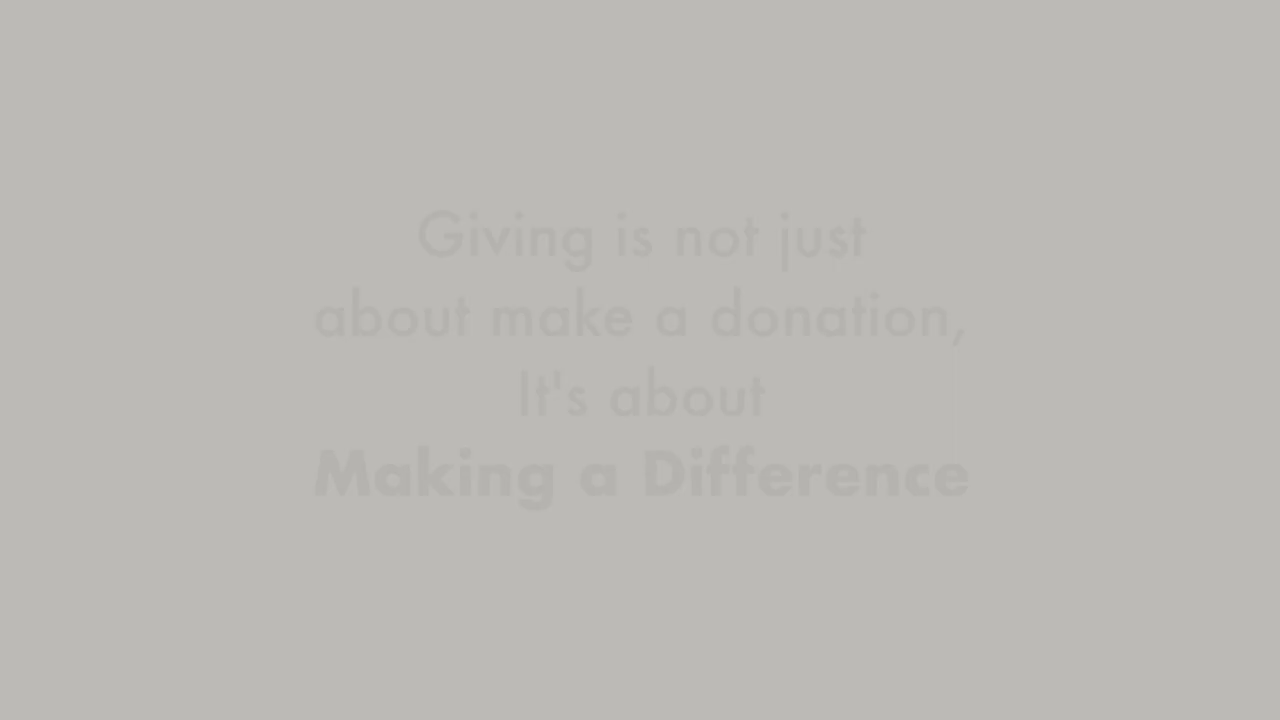 Giving is not just
about make a donation,
It's about
Making a Difference